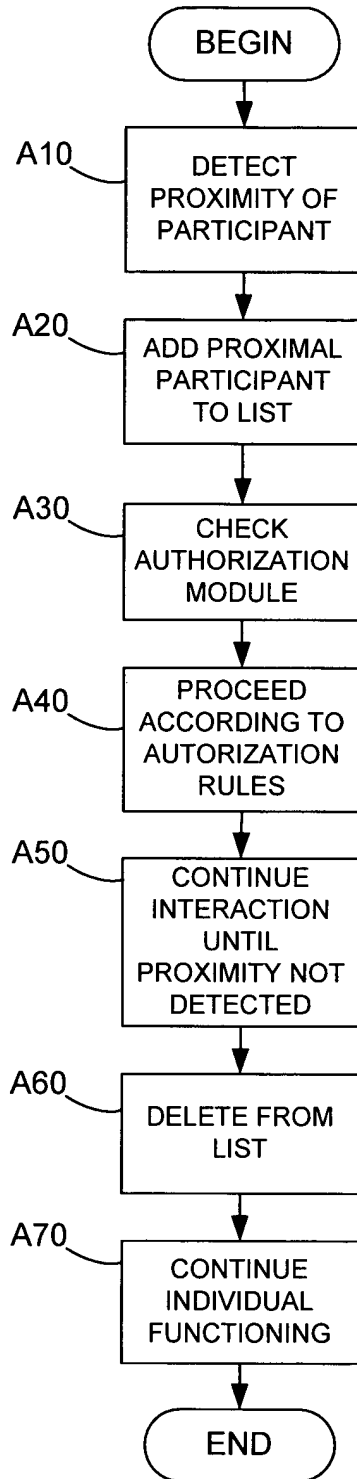 BEGIN
A10
DETECT
PROXIMITY OF
PARTICIPANT
A20
ADD PROXIMAL
PARTICIPANT
TO LIST
A30
CHECK
AUTHORIZATION
MODULE
A40
PROCEED
ACCORDING TO
AUTORIZATION
RULES
A50
CONTINUE
INTERACTION
UNTIL
PROXIMITY NOT
DETECTED
A60
DELETE FROM
LIST
A70
CONTINUE
INDIVIDUAL
FUNCTIONING
END